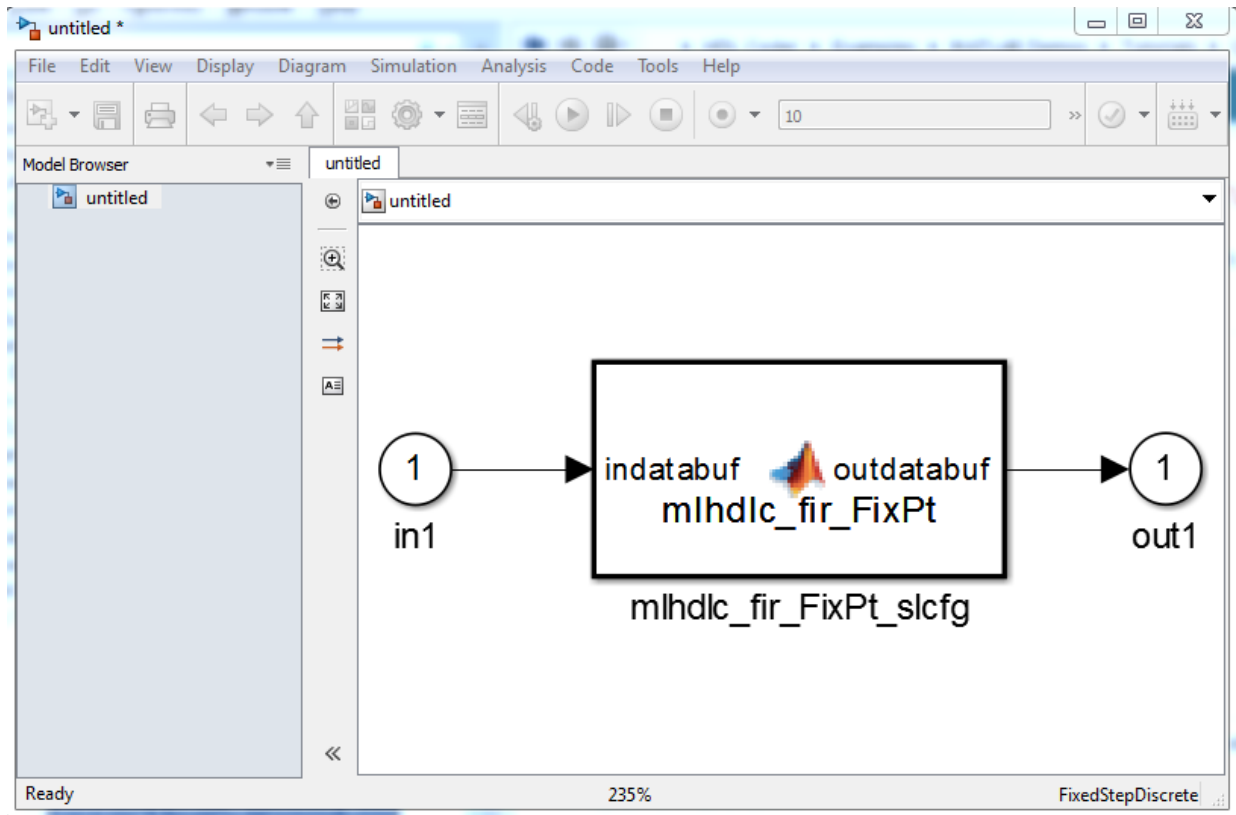 untitled *
File Edit View Display Diagram Simulation Analysis Code Tools Help
10
»
Model Browser
untitled
untitled
untitled
A
1
indatabuf outdatabuf
1
mlhdlc_fir_FixPt
in1
out1
mlhdlc_fir_FixPt_slcfg
«
Ready 235% FixedStepDiscrete